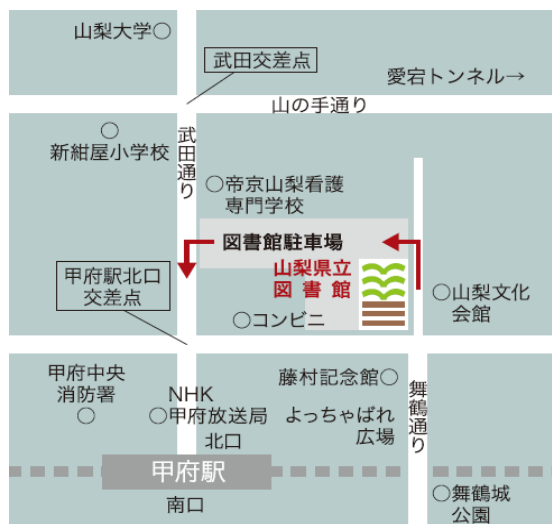 山梨大学○
武田交差点
愛宕トンネル→
山の手通り
○
新紺屋小学校
武田通り
○帝京山梨看護
専門学校
図書館駐車場
山梨県立
図書館
甲府駅北口
交差点
○コンビニ
○山梨文化
会館
甲府中央
消防署
○
NHK
○甲府放送局
北口
藤村記念館○
よっちゃばれ
広場
舞鶴通り
甲府駅
南口
○舞鶴城
公園